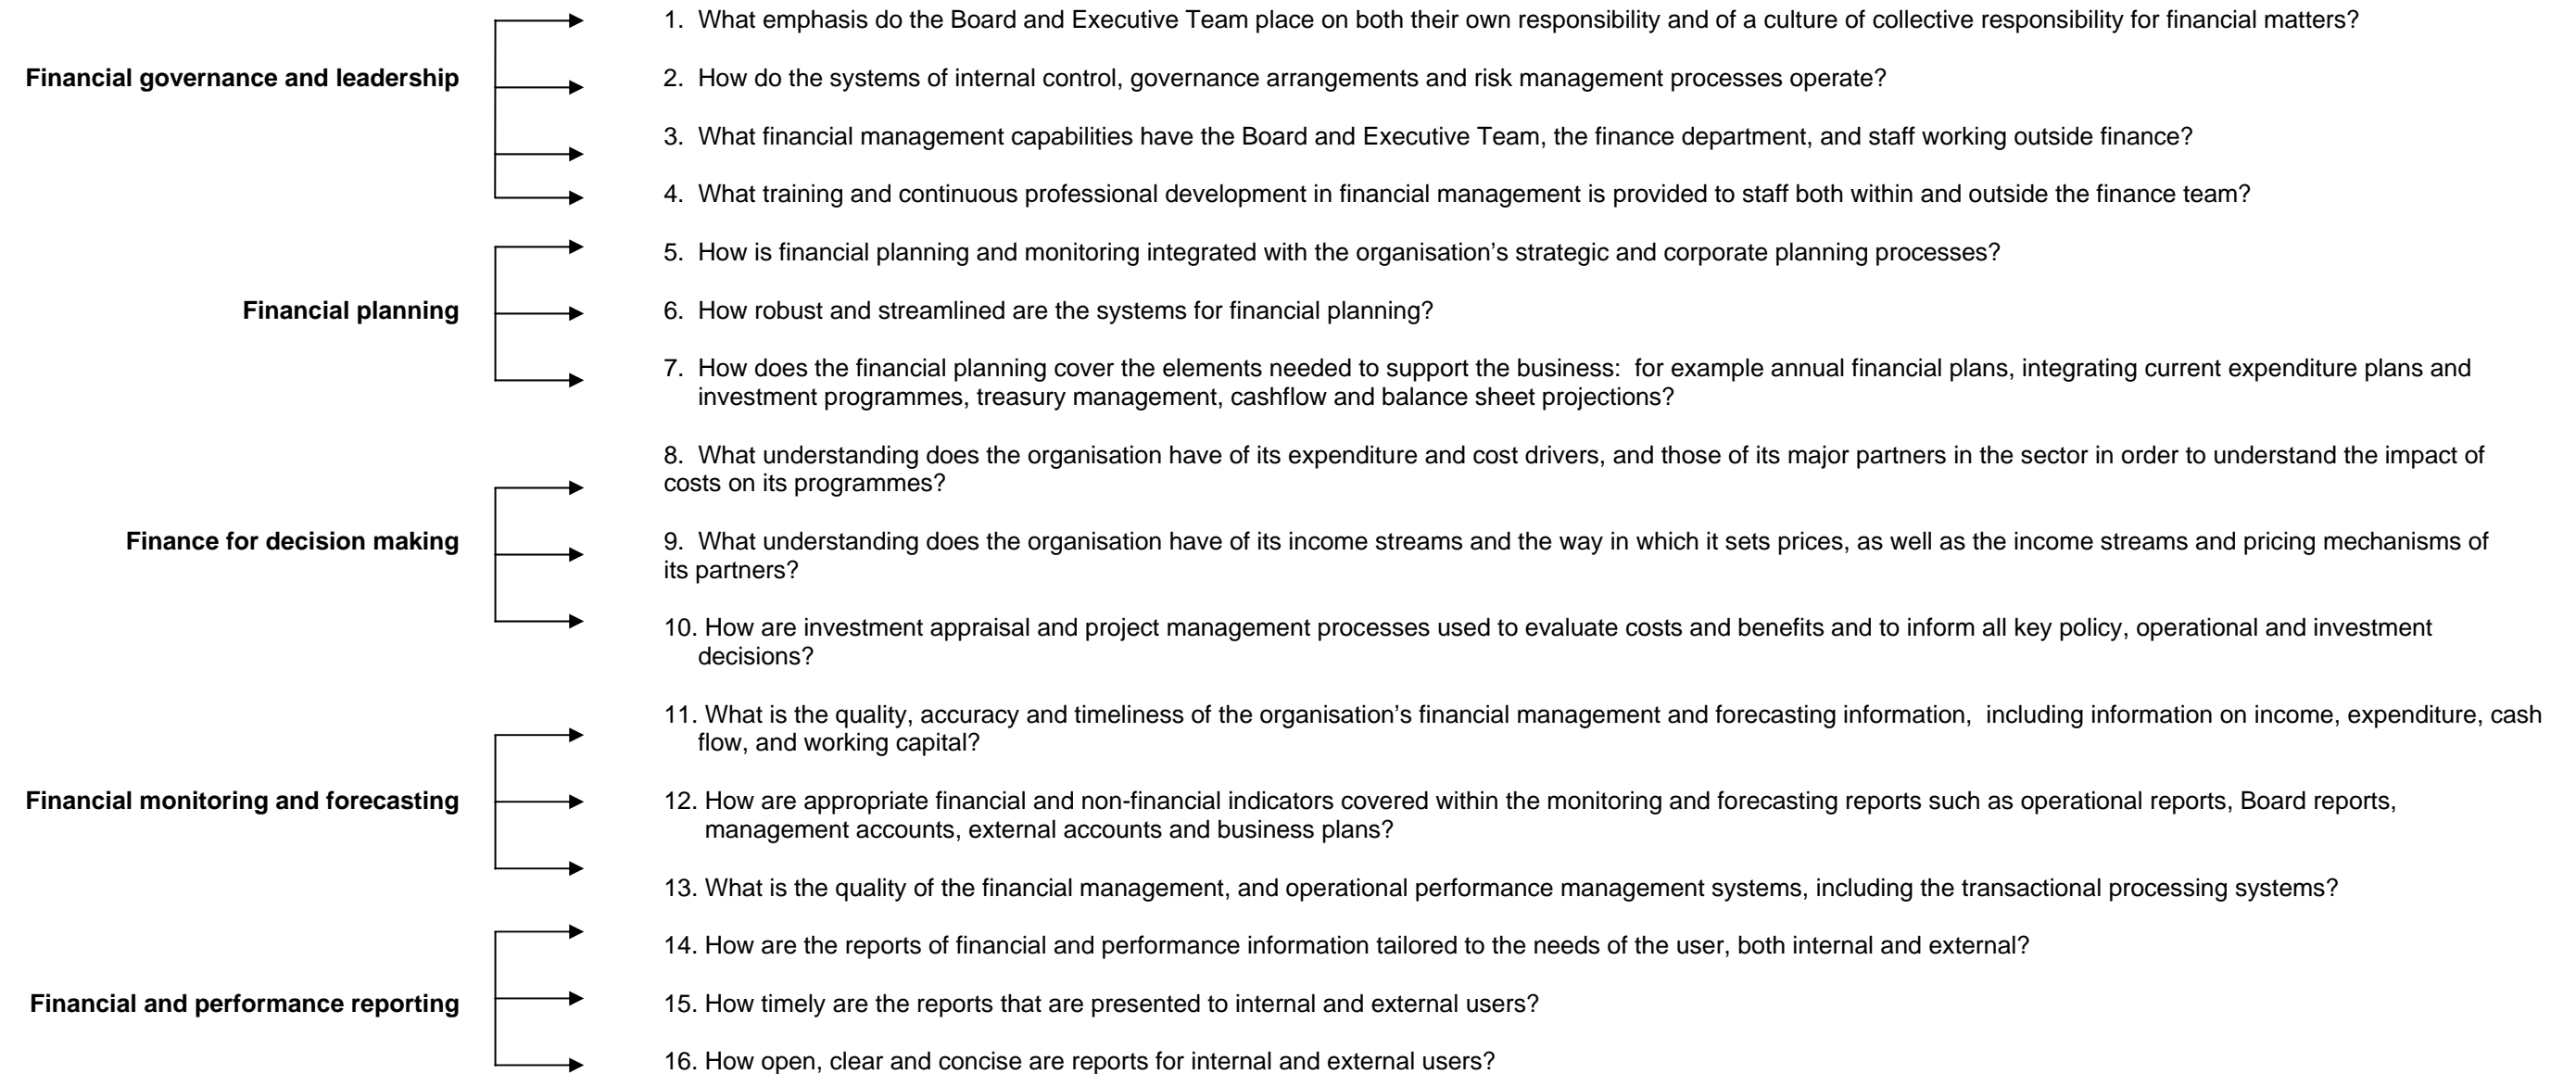 Financial governance and leadership
1. What emphasis do the Board and Executive Team place on both their own responsibility and of a culture of collective responsibility for financial matters?
2. How do the systems of internal control, governance arrangements and risk management processes operate?
3. What financial management capabilities have the Board and Executive Team, the finance department, and staff working outside finance?
4. What training and continuous professional development in financial management is provided to staff both within and outside the finance team?
Financial planning
5. How is financial planning and monitoring integrated with the organisation’s strategic and corporate planning processes?
6. How robust and streamlined are the systems for financial planning?
7. How does the financial planning cover the elements needed to support the business: for example annual financial plans, integrating current expenditure plans and
investment programmes, treasury management, cashflow and balance sheet projections?
Finance for decision making
8. What understanding does the organisation have of its expenditure and cost drivers, and those of its major partners in the sector in order to understand the impact of
costs on its programmes?
9. What understanding does the organisation have of its income streams and the way in which it sets prices, as well as the income streams and pricing mechanisms of
its partners?
10. How are investment appraisal and project management processes used to evaluate costs and benefits and to inform all key policy, operational and investment
decisions?
Financial monitoring and forecasting
11. What is the quality, accuracy and timeliness of the organisation’s financial management and forecasting information, including information on income, expenditure, cash
flow, and working capital?
12. How are appropriate financial and non-financial indicators covered within the monitoring and forecasting reports such as operational reports, Board reports,
management accounts, external accounts and business plans?
13. What is the quality of the financial management, and operational performance management systems, including the transactional processing systems?
Financial and performance reporting
14. How are the reports of financial and performance information tailored to the needs of the user, both internal and external?
15. How timely are the reports that are presented to internal and external users?
16. How open, clear and concise are reports for internal and external users?